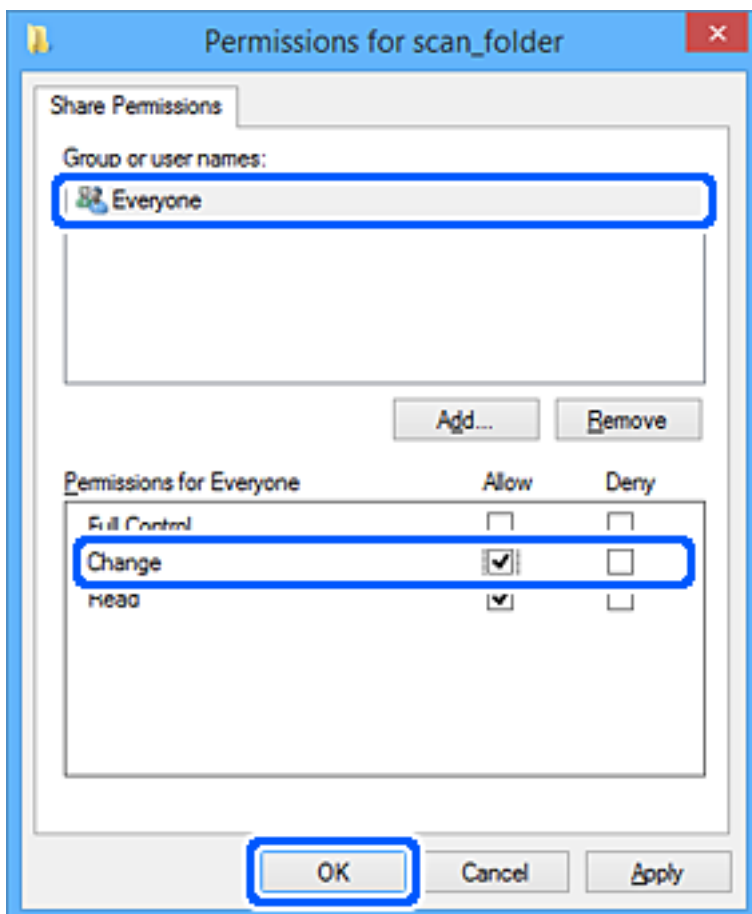 Permissions for scan_folder
Share Permissions
Group or user names:
Everyone
Add... Remove
Permissions for Everyone Allow Deny
Full Control
Change
Read
OK Cancel Apply